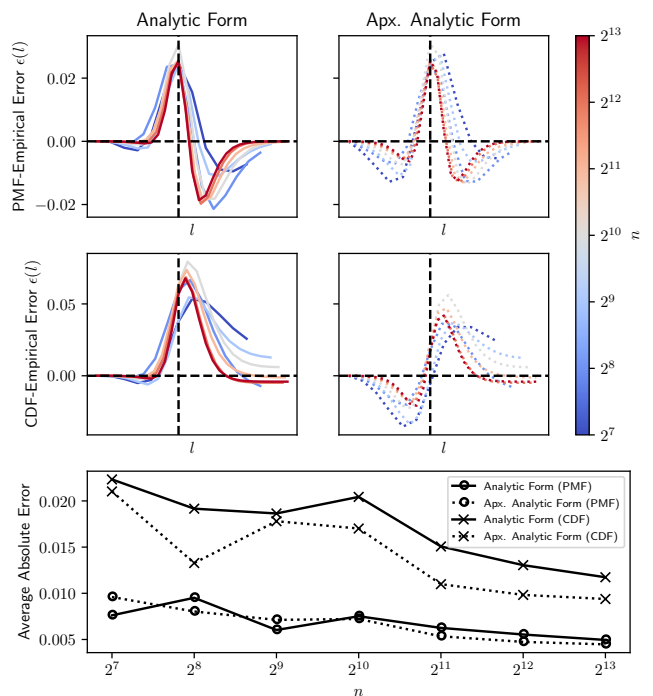 Analytic Form
Apx. Analytic Form
PMF-Empirical Error ϵ(l)
0.02
0.00
−0.02
l
l
CDF-Empirical Error ϵ(l)
0.05
0.00
l
l
2^13
2^12
2^11
2^10
2^9
2^8
2^7
n
Average Absolute Error
0.020
0.015
0.010
0.005
Analytic Form (PMF)
Apx. Analytic Form (PMF)
Analytic Form (CDF)
Apx. Analytic Form (CDF)
2^7 2^8 2^9 2^10 2^11 2^12 2^13
n